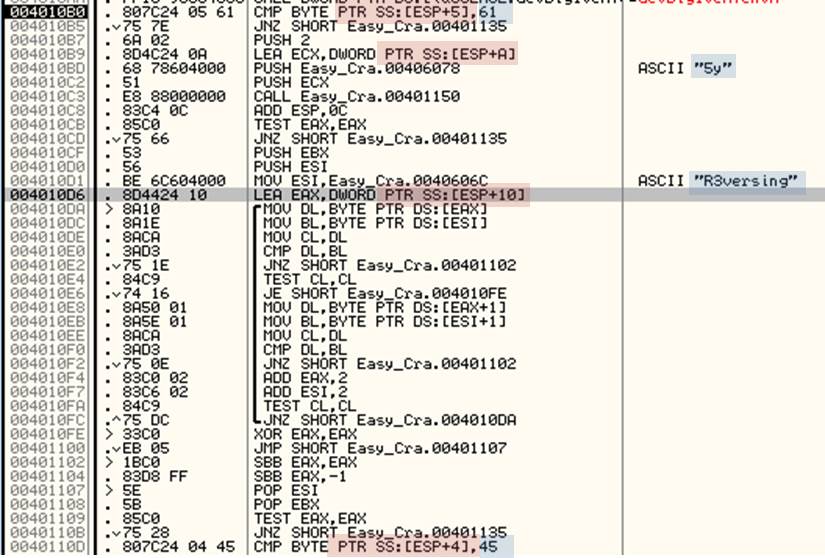 004010B0 . 807C24 05 61 CMP BYTE PTR SS:[ESP+5],61
004010B5 .v75 7E JNZ SHORT Easy_Cra.00401135
004010B7 . 6A 02 PUSH 2
004010B9 . 8D4C24 0A LEA ECX,DWORD PTR SS:[ESP+A]
004010BD . 68 78604000 PUSH Easy_Cra.00406078 ASCII "5y"
004010C2 . 51 PUSH ECX
004010C3 . E8 88000000 CALL Easy_Cra.00401150
004010C8 . 83C4 0C ADD ESP,0C
004010CB . 85C0 TEST EAX,EAX
004010CD .v75 66 JNZ SHORT Easy_Cra.00401135
004010CF . 53 PUSH EBX
004010D0 . 56 PUSH ESI
004010D1 . BE 6C604000 MOV ESI,Easy_Cra.0040606C ASCII "R3versing"
004010D6 . 8D4424 10 LEA EAX,DWORD PTR SS:[ESP+10]
004010DA > 8A10 MOV DL,BYTE PTR DS:[EAX]
004010DC . 8A1E MOV BL,BYTE PTR DS:[ESI]
004010DE . 8ACA MOV CL,DL
004010E0 . 3AD3 CMP DL,BL
004010E2 .v75 1E JNZ SHORT Easy_Cra.00401102
004010E4 . 84C9 TEST CL,CL
004010E6 .v74 16 JE SHORT Easy_Cra.004010FE
004010E8 . 8A50 01 MOV DL,BYTE PTR DS:[EAX+1]
004010EB . 8A5E 01 MOV BL,BYTE PTR DS:[ESI+1]
004010EE . 8ACA MOV CL,DL
004010F0 . 3AD3 CMP DL,BL
004010F2 .v75 0E JNZ SHORT Easy_Cra.00401102
004010F4 . 83C0 02 ADD EAX,2
004010F7 . 83C6 02 ADD ESI,2
004010FA . 84C9 TEST CL,CL
004010FC .^75 DC JNZ SHORT Easy_Cra.004010DA
004010FE > 33C0 XOR EAX,EAX
00401100 .vEB 05 JMP SHORT Easy_Cra.00401107
00401102 > 1BC0 SBB EAX,EAX
00401104 . 83D8 FF SBB EAX,-1
00401107 > 5E POP ESI
00401108 . 5B POP EBX
00401109 . 85C0 TEST EAX,EAX
0040110B .v75 28 JNZ SHORT Easy_Cra.00401135
0040110D . 807C24 04 45 CMP BYTE PTR SS:[ESP+4],45